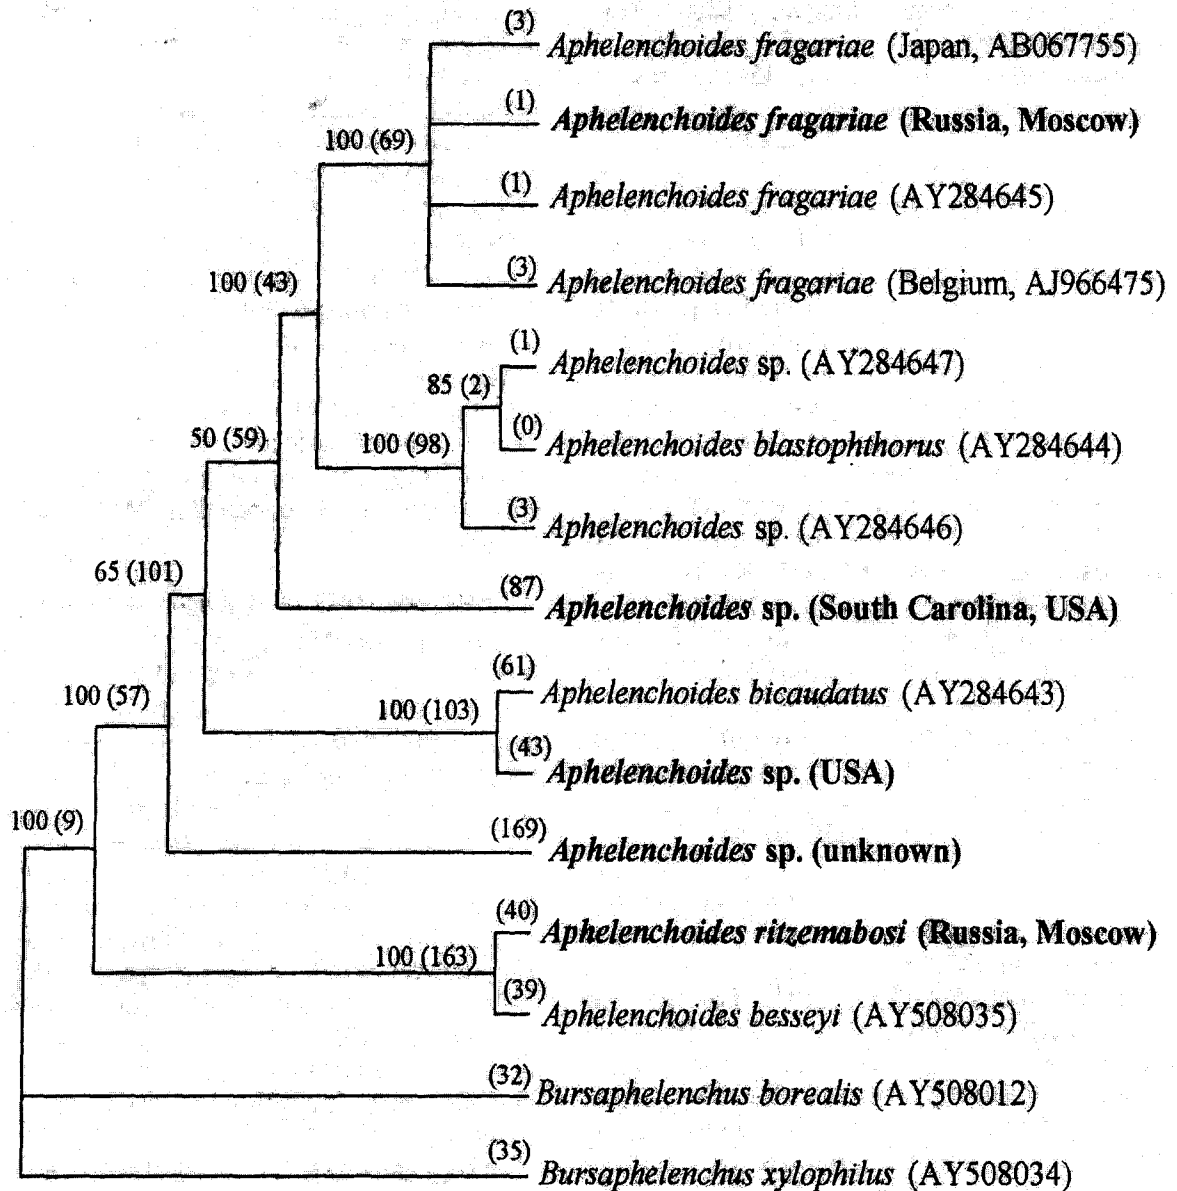 (3)
Aphelenchoides fragariae (Japan, AB067755)
(1)
Aphelenchoides fragariae (Russia, Moscow)
100 (69)
(1)
Aphelenchoides fragariae (AY284645)
100 (43)
(3)
Aphelenchoides fragariae (Belgium, AJ966475)
(1)
Aphelenchoides sp. (AY284647)
85 (2)
(0)
Aphelenchoides blastophthorus (AY284644)
50 (59)
100 (98)
(3)
Aphelenchoides sp. (AY284646)
65 (101)
(87)
Aphelenchoides sp. (South Carolina, USA)
(61)
Aphelenchoides bicaudatus (AY284643)
100 (57)
100 (103)
(43)
Aphelenchoides sp. (USA)
100 (9)
(169)
Aphelenchoides sp. (unknown)
(40)
Aphelenchoides ritzemabosi (Russia, Moscow)
100 (163)
(39)
Aphelenchoides besseyi (AY508035)
(32)
Bursaphelenchus borealis (AY508012)
(35)
Bursaphelenchus xylophilus (AY508034)